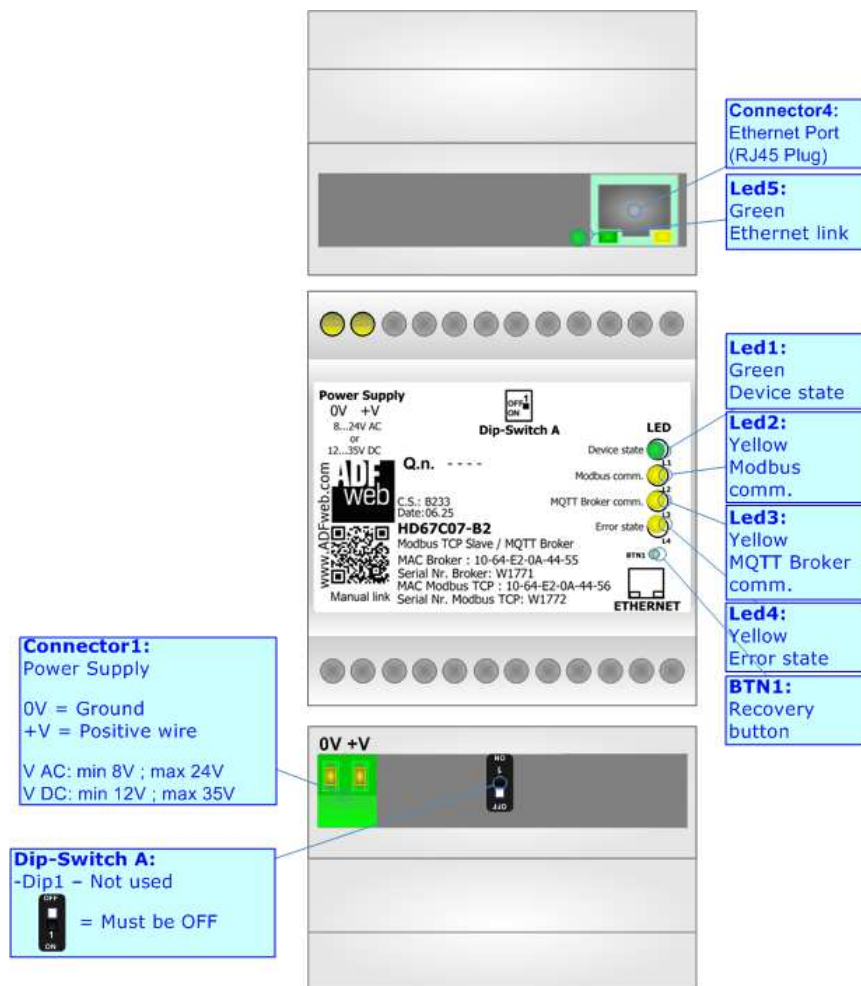 Connector4:
Ethernet Port
(RJ45 Plug)
Led5:
Green
Ethernet link
Power Supply
0V +V
8...24V AC
or
12...35V DC
OFF 1
ON
Dip-Switch A
LED
Device state
L1
Modbus comm.
L2
MQTT Broker comm.
L3
Error state
L4
BTN1
ETHERNET
www.ADFweb.com
ADF
web
Q.n. - - - -
C.S.: B233
Date:06.25
HD67C07-B2
Modbus TCP Slave / MQTT Broker
MAC Broker : 10-64-E2-0A-44-55
Serial Nr. Broker: W1771
MAC Modbus TCP : 10-64-E2-0A-44-56
Serial Nr. Modbus TCP: W1772
Manual link
Led1:
Green
Device state
Led2:
Yellow
Modbus
comm.
Led3:
Yellow
MQTT Broker
comm.
Led4:
Yellow
Error state
BTN1:
Recovery
button
Connector1:
Power Supply
0V = Ground
+V = Positive wire
V AC: min 8V ; max 24V
V DC: min 12V ; max 35V
0V +V
ON
1
OFF
Dip-Switch A:
-Dip1 – Not used
OFF
1
ON
= Must be OFF